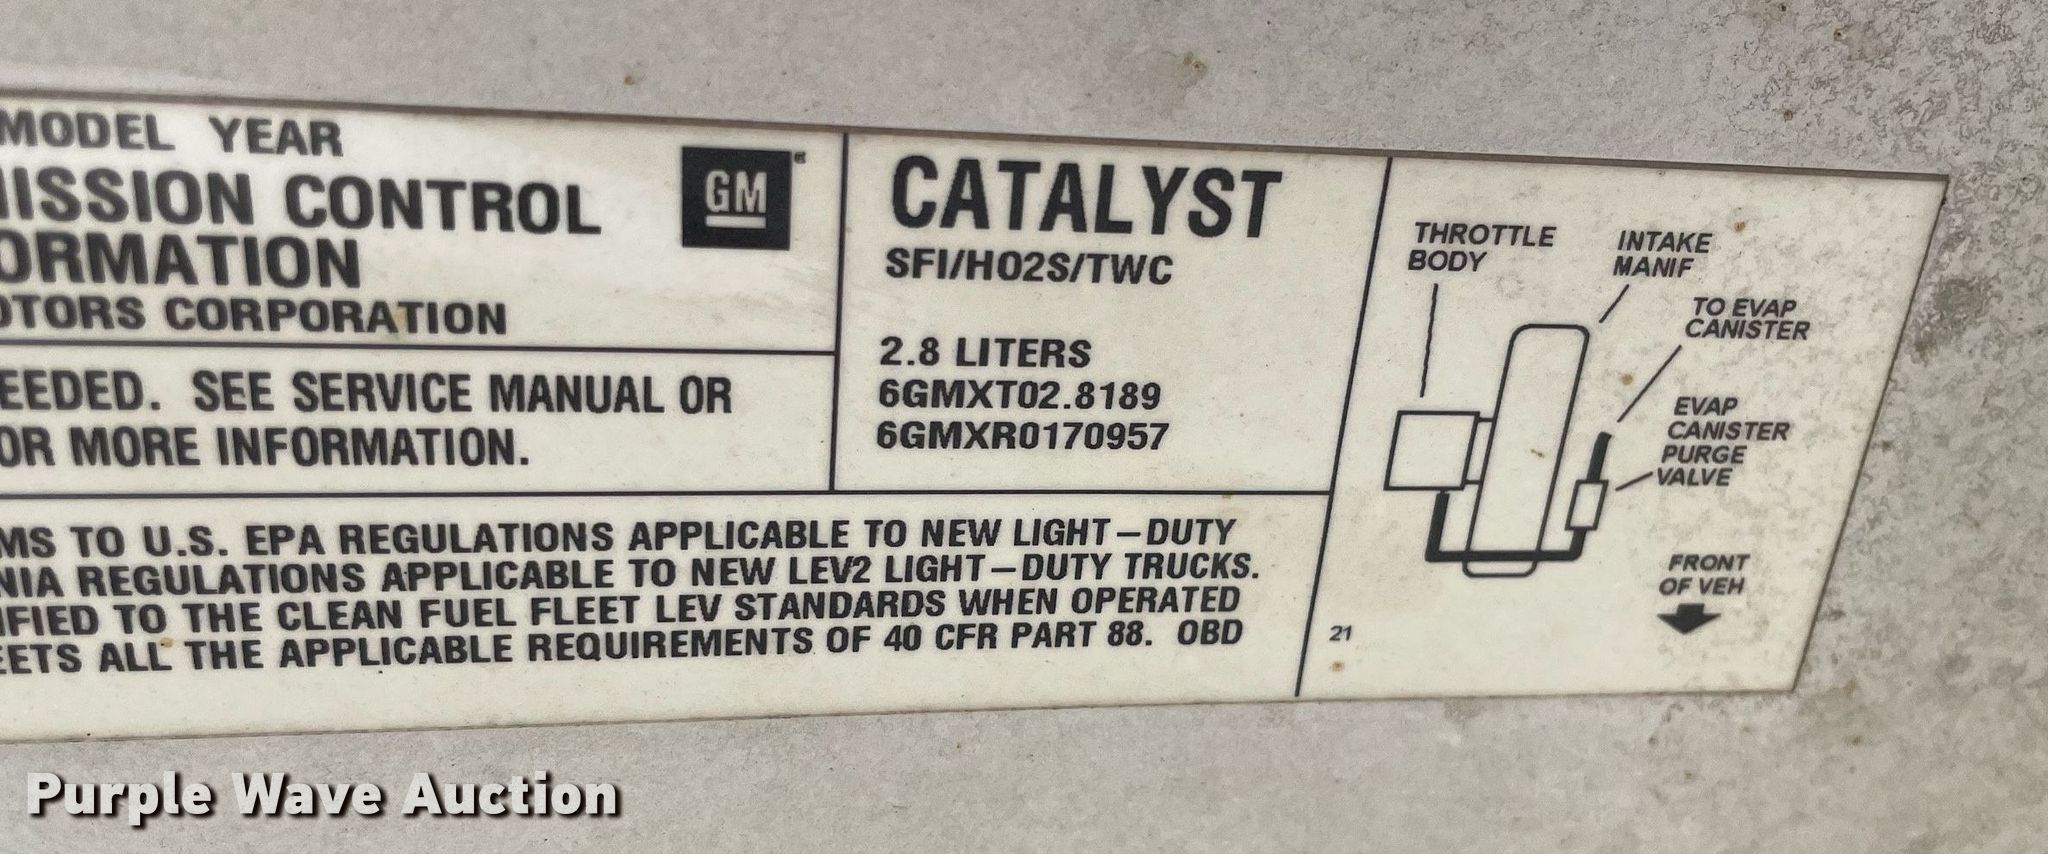 MODEL YEAR
MISSION CONTROL
ORMATION
OTORS CORPORATION
GM
EEDED. SEE SERVICE MANUAL OR
OR MORE INFORMATION.
CATALYST
SFI/HO2S/TWC
2.8 LITERS
6GMXT02.8189
6GMXR0170957
MS TO U.S. EPA REGULATIONS APPLICABLE TO NEW LIGHT-DUTY
NIA REGULATIONS APPLICABLE TO NEW LEV2 LIGHT-DUTY TRUCKS.
IFIED TO THE CLEAN FUEL FLEET LEV STANDARDS WHEN OPERATED
EETS ALL THE APPLICABLE REQUIREMENTS OF 40 CFR PART 88. OBD
THROTTLE
BODY
INTAKE
MANIF
TO EVAP
CANISTER
EVAP
CANISTER
PURGE
VALVE
FRONT
OF VEH
21
Purple Wave Auction